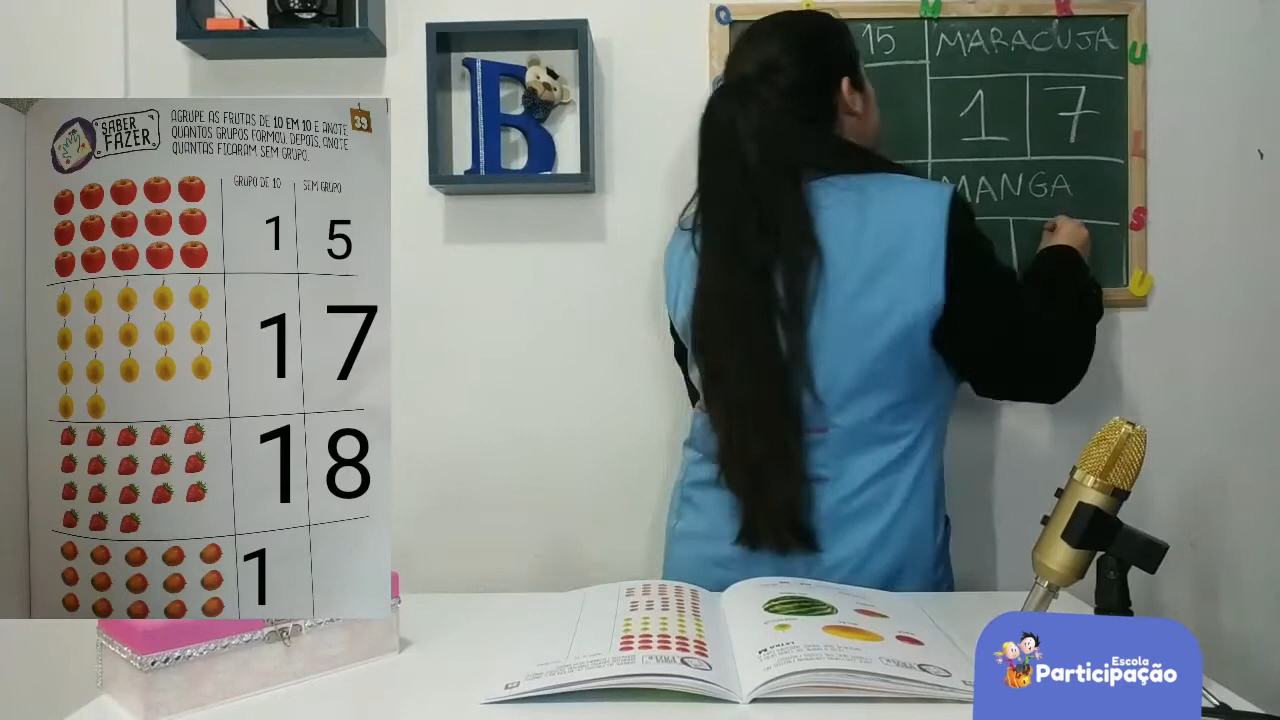 SABER
FAZER
AGRUPE AS FRUTAS DE 10 EM 10 E ANOTE
QUANTOS GRUPOS FORMOU. DEPOIS, ANOTE
QUANTAS FICARAM SEM GRUPO.
39
GRUPO DE 10 SEM GRUPO
1 5
1 7
1 8
1
B
15 MARACUJA
1 7
MANGA
LETRA M
Escola
Participação